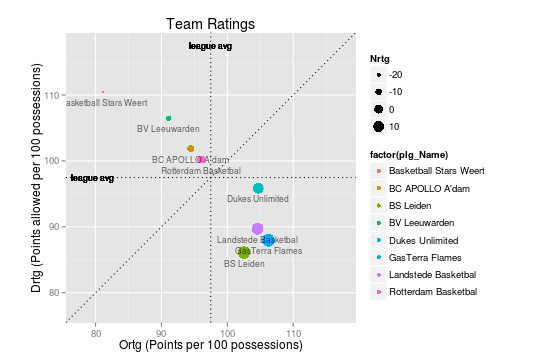 Team Ratings
league avg
asketball Stars Weert
BV Leeuwarden
BC APOLLO A'dam
Rotterdam Basketbal
league avg
Dukes Unlimited
Landstede Basketbal
GasTerra Flames
BS Leiden
110
100
90
80
80
90
100
110
Drtg (Points allowed per 100 possessions)
Ortg (Points per 100 possessions)
Nrtg
-20
-10
0
10
factor(plg_Name)
Basketball Stars Weert
BC APOLLO A'dam
BS Leiden
BV Leeuwarden
Dukes Unlimited
GasTerra Flames
Landstede Basketbal
Rotterdam Basketbal